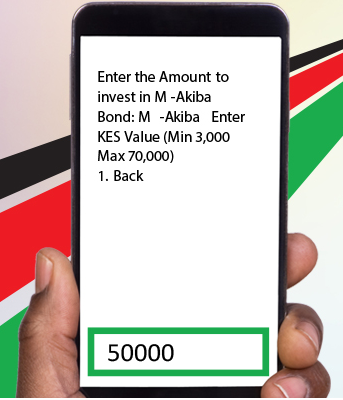 Enter the Amount to
invest in M -Akiba
Bond: M -Akiba Enter
KES Value (Min 3,000
Max 70,000)
1. Back
50000